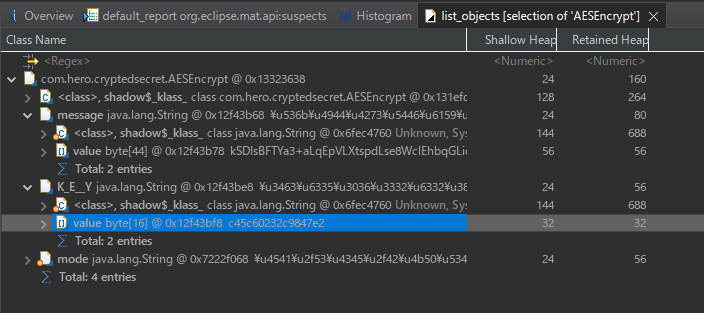 Overview default_report org.eclipse.mat.api:suspects Histogram list_objects [selection of 'AESEncrypt']
Class Name Shallow Heap Retained Heap
<Regex> <Numeric> <Numeric>
com.hero.cryptedsecret.AESEncrypt @ 0x13323638 24 160
<class>, shadow$_klass_ class com.hero.cryptedsecret.AESEncrypt @ 0x131efc 128 264
message java.lang.String @ 0x12f43b68 ¥u536b¥u4944¥u4273¥u5446¥u6159¥u 24 80
<class>, shadow$_klass_ class java.lang.String @ 0x6fec4760 Unknown, Sys 144 688
value byte[44] @ 0x12f43b78 kSDIsBFTYa3+aLqEpVLXtspdLse8WclEhbqGLi 56 56
Total: 2 entries
K_E__Y java.lang.String @ 0x12f43be8 ¥u3463¥u6335¥u3036¥u3332¥u6332¥u38 24 56
<class>, shadow$_klass_ class java.lang.String @ 0x6fec4760 Unknown, Sys 144 688
value byte[16] @ 0x12f43bf8 c45c60232c9847e2 32 32
Total: 2 entries
mode java.lang.String @ 0x7222f068 ¥u4541¥u2f53¥u4345¥u2f42¥u4b50¥u534 24 56
Total: 4 entries